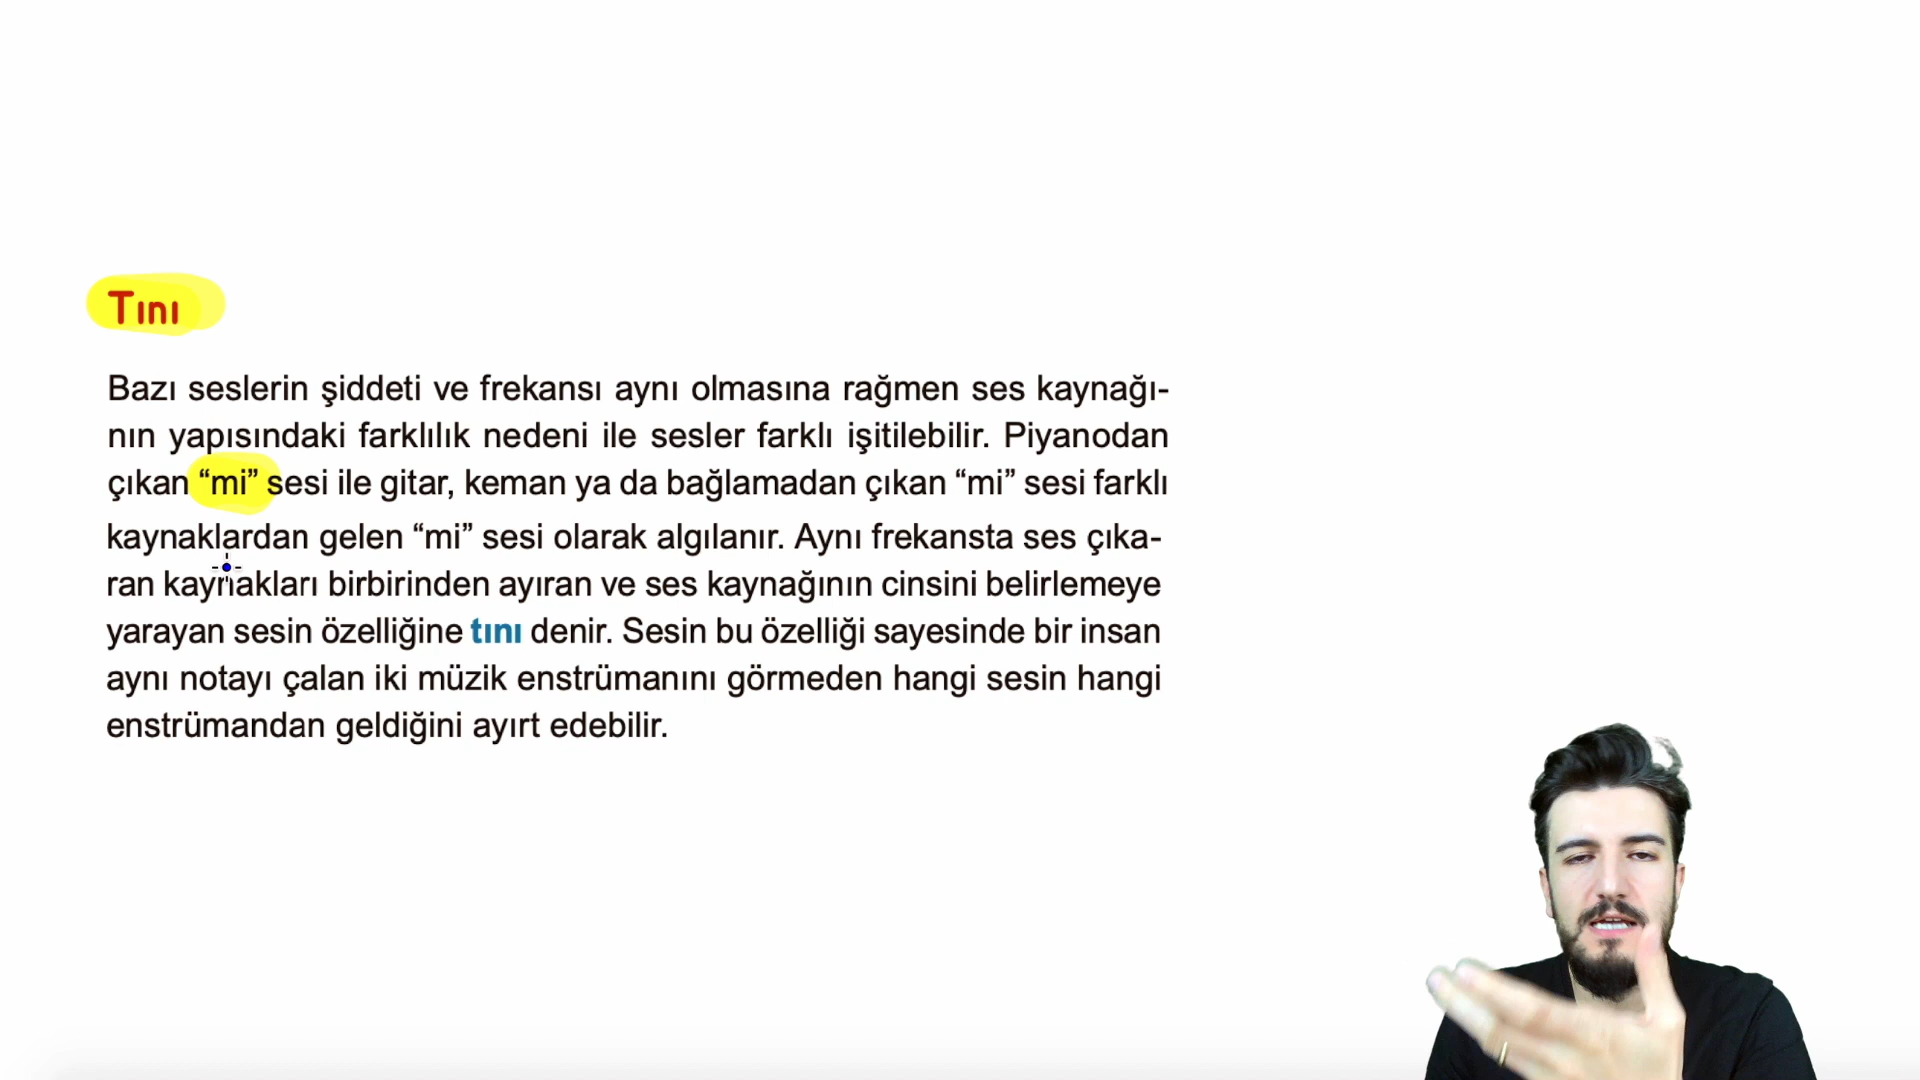 Tını
Bazı seslerin şiddeti ve frekansı aynı olmasına rağmen ses kaynağı-
nın yapısındaki farklılık nedeni ile sesler farklı işitilebilir. Piyanodan
çıkan “mi” sesi ile gitar, keman ya da bağlamadan çıkan “mi” sesi farklı
kaynaklardan gelen “mi” sesi olarak algılanır. Aynı frekansta ses çıka-
ran kaynakları birbirinden ayıran ve ses kaynağının cinsini belirlemeye
yarayan sesin özelliğine tını denir. Sesin bu özelliği sayesinde bir insan
aynı notayı çalan iki müzik enstrümanını görmeden hangi sesin hangi
enstrümandan geldiğini ayırt edebilir.